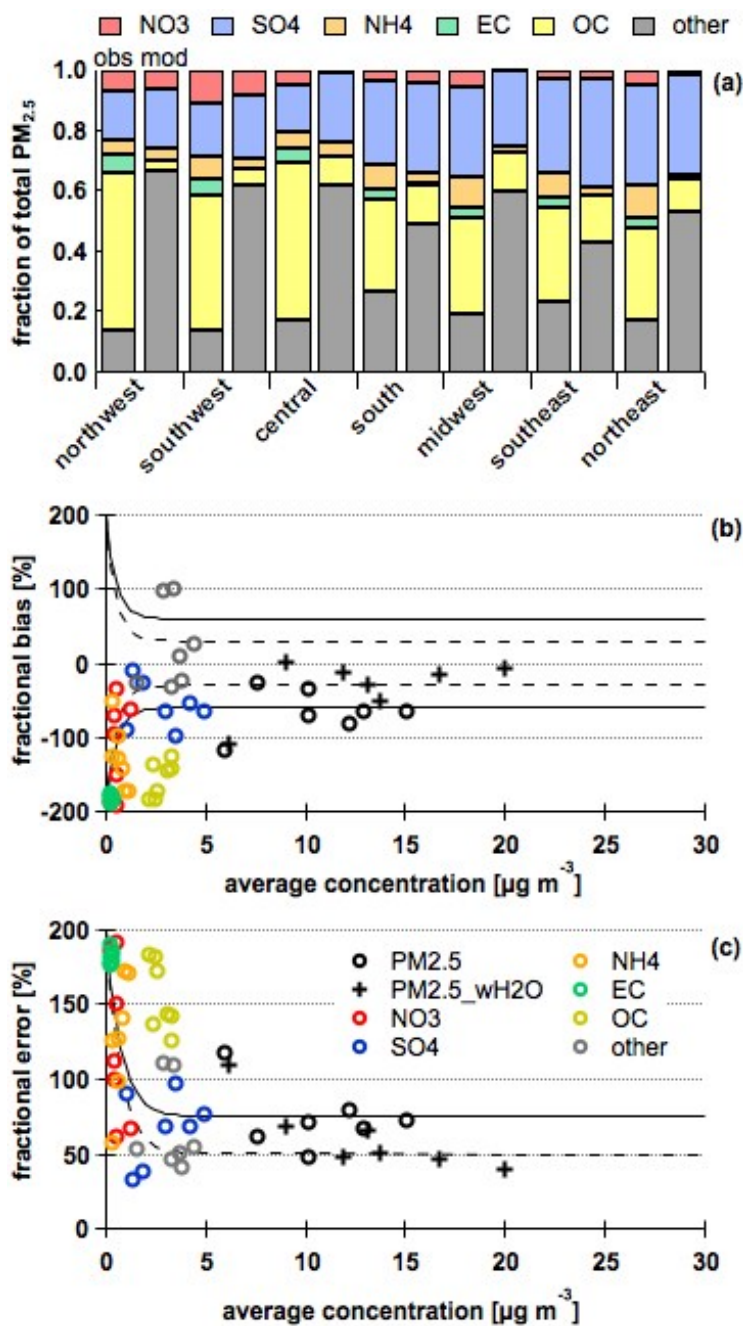 NO3 SO4 NH4 EC OC other
obs mod
1.0
0.8
0.6
0.4
0.2
0.0
fraction of total PM2.5
(a)
northwest
southwest
central
south
midwest
southeast
northeast
200
100
0
-100
-200
fractional bias [%]
(b)
0 5 10 15 20 25 30
average concentration [µg m-3]
200
150
100
50
0
fractional error [%]
(c)
PM2.5 NH4
PM2.5_wH2O EC
NO3 OC
SO4 other
0 5 10 15 20 25 30
average concentration [µg m-3]